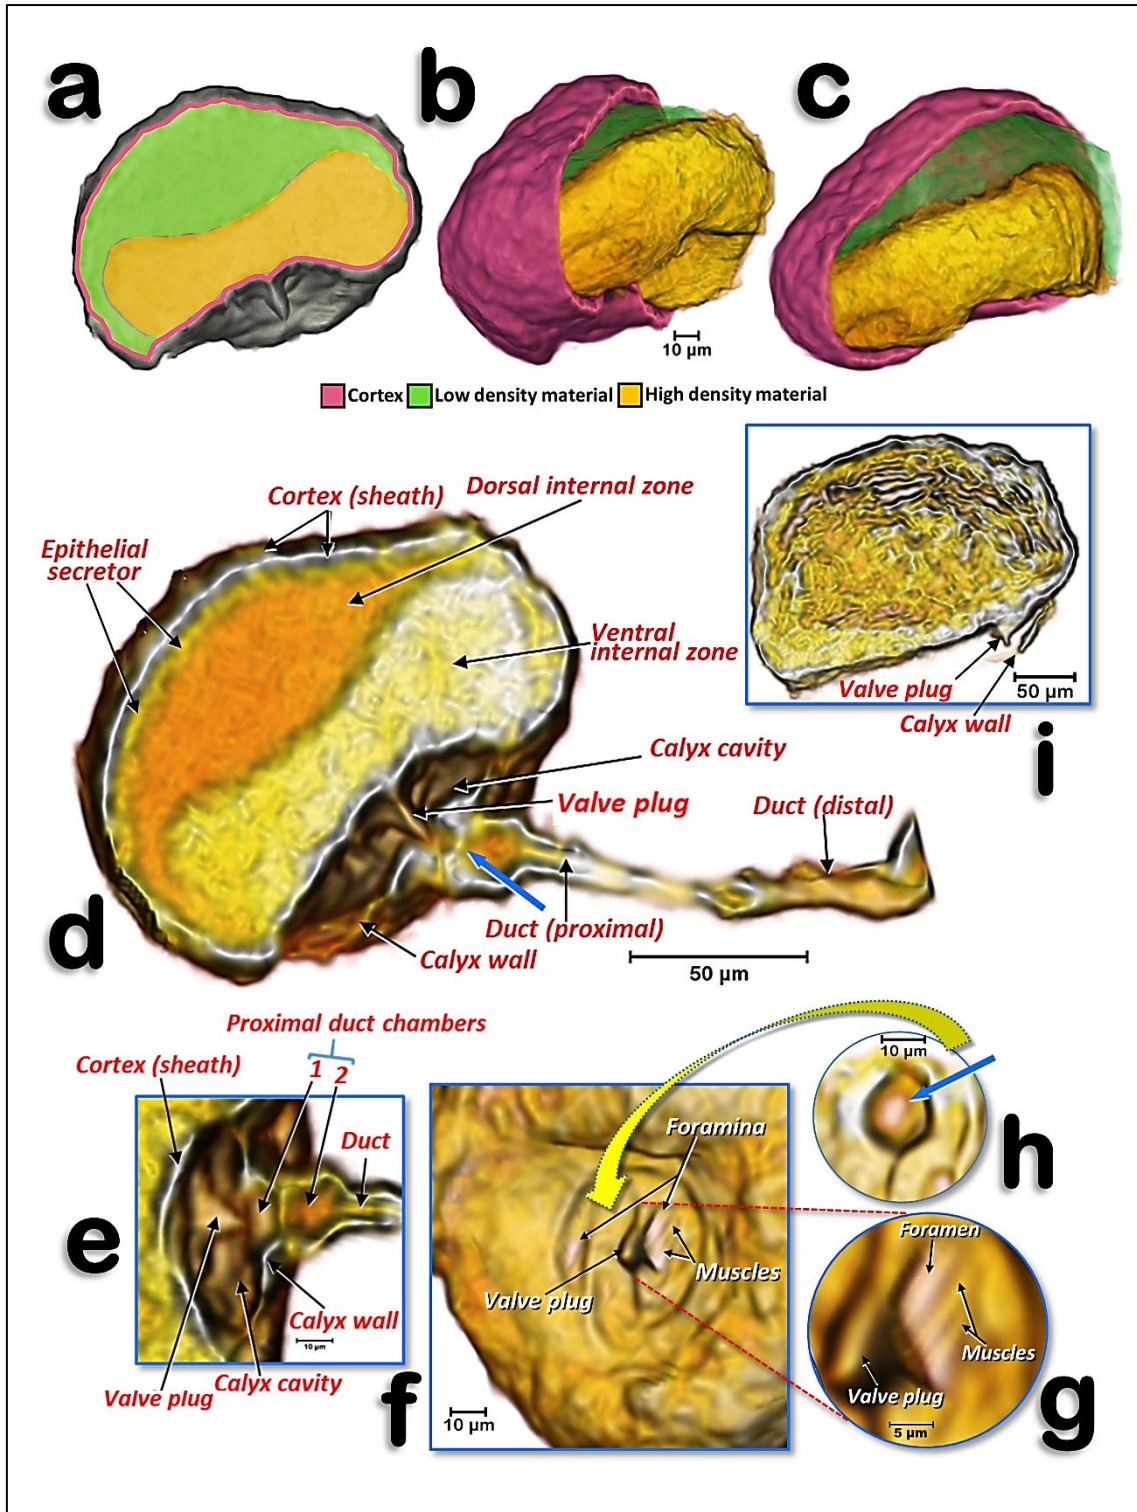 a
b
c
10 µm
Cortex
Low density material
High density material
Cortex (sheath)
Dorsal internal zone
Epithelial
secretor
Ventral
internal zone
Valve plug
50 µm
Calyx wall
i
Calyx cavity
Valve plug
Duct (distal)
d
Duct (proximal)
Calyx wall
50 µm
Proximal duct chambers
1
2
Cortex (sheath)
Duct
e
Calyx wall
10 µm
Calyx cavity
Valve plug
f
Foramina
Valve plug
Muscles
10 µm
10 µm
h
Foramen
Muscles
Valve plug
5 µm
g